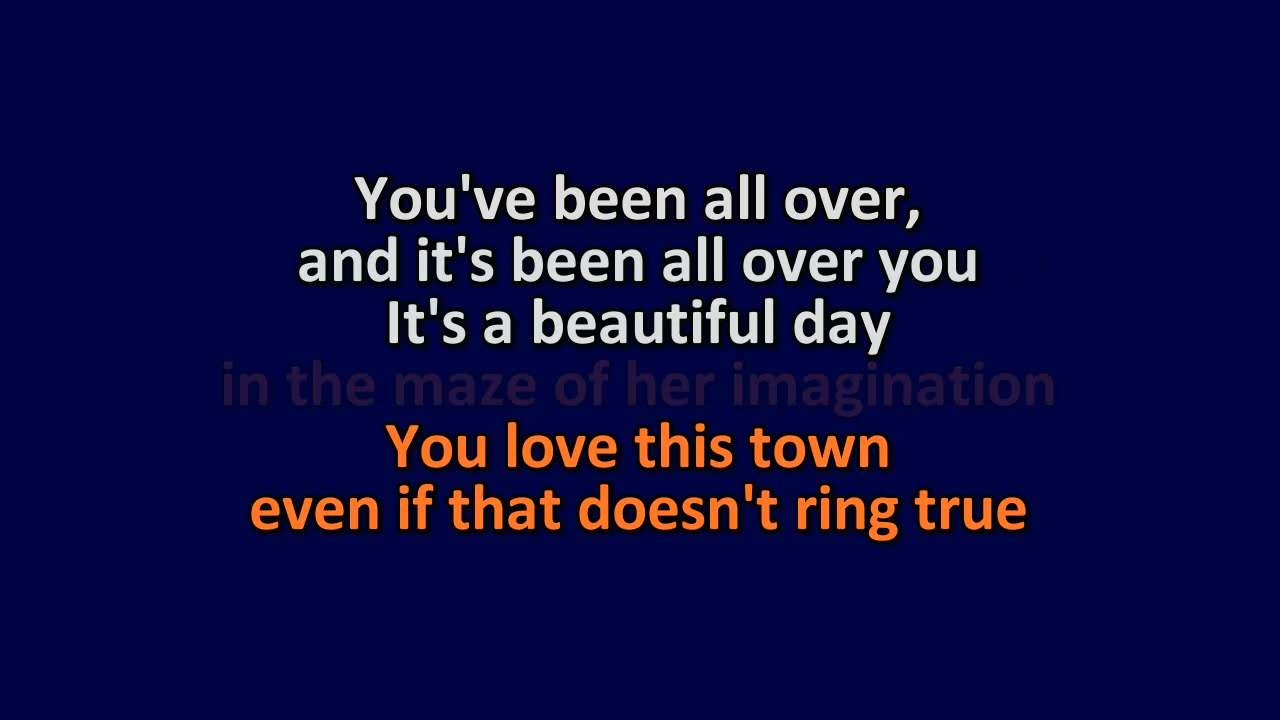 You've been all over,
and it's been all over you
It's a beautiful day
in the maze of her imagination
You love this town
even if that doesn't ring true